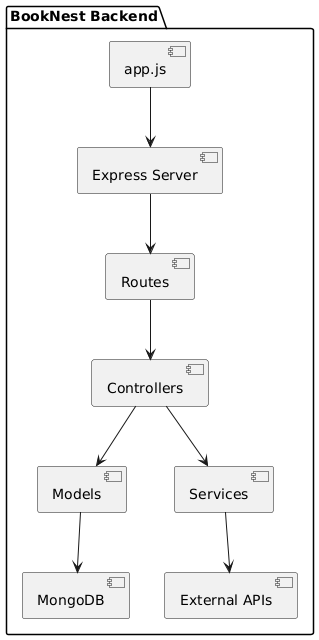 BookNest Backend
app.js
Express Server
Routes
Controllers
Models
Services
MongoDB
External APIs